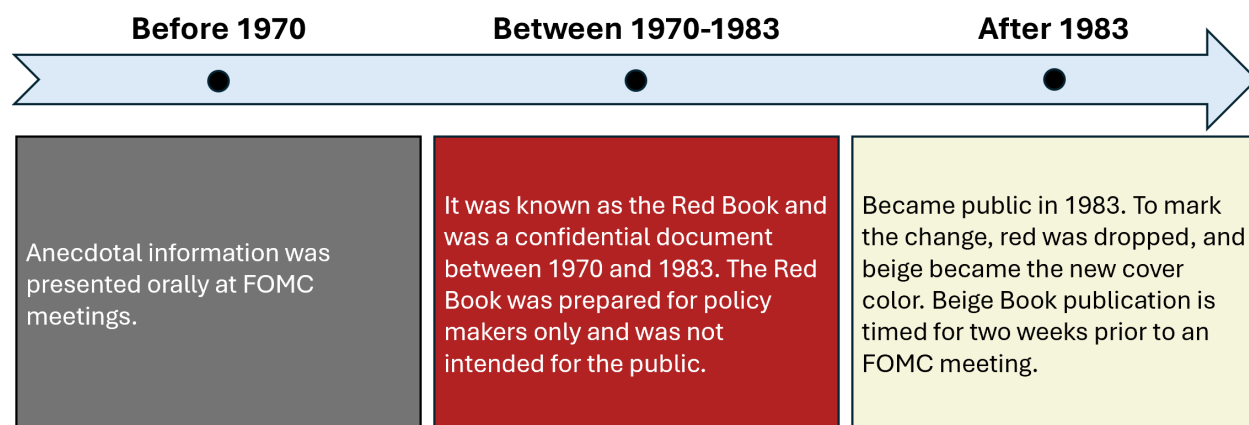 Before 1970
Between 1970-1983
After 1983
Anecdotal information was
presented orally at FOMC
meetings.
It was known as the Red Book and
was a confidential document
between 1970 and 1983. The Red
Book was prepared for policy
makers only and was not
intended for the public.
Became public in 1983. To mark
the change, red was dropped, and
beige became the new cover
color. Beige Book publication is
timed for two weeks prior to an
FOMC meeting.